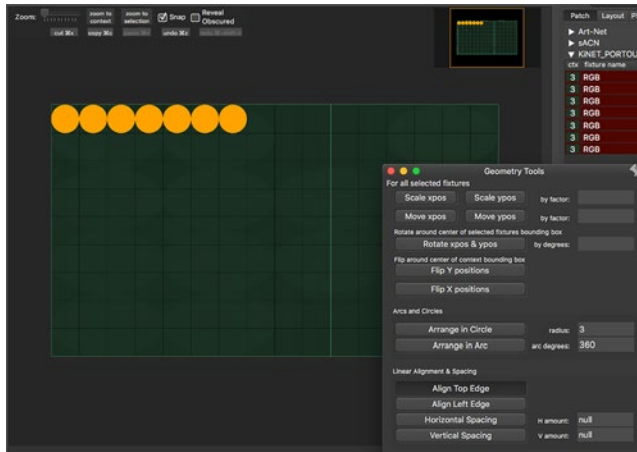 Zoom:
zoom to context
zoom to selection
Snap
Reveal Obscured
cut ⌘x
copy ⌘c
undo ⌘z
Patch Layout
Art-Net
sACN
KiNET_PORTOU
ctx fixture name
3 RGB
3 RGB
3 RGB
3 RGB
3 RGB
3 RGB
3 RGB
Geometry Tools
For all selected fixtures
Scale xpos Scale ypos by factor:
Move xpos Move ypos by factor:
Rotate around center of selected fixtures bounding box
Rotate xpos & ypos by degrees:
Flip around center of context bounding box
Flip Y positions
Flip X positions
Arcs and Circles
Arrange in Circle radius: 3
Arrange in Arc arc degrees: 360
Linear Alignment & Spacing
Align Top Edge
Align Left Edge
Horizontal Spacing H amount: null
Vertical Spacing V amount: null